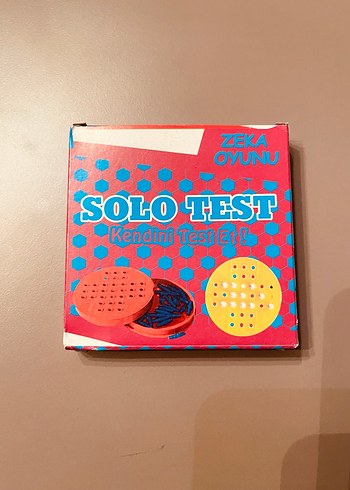 ZEKA
OYUNU
SOLO TEST
Kendini Test Et !